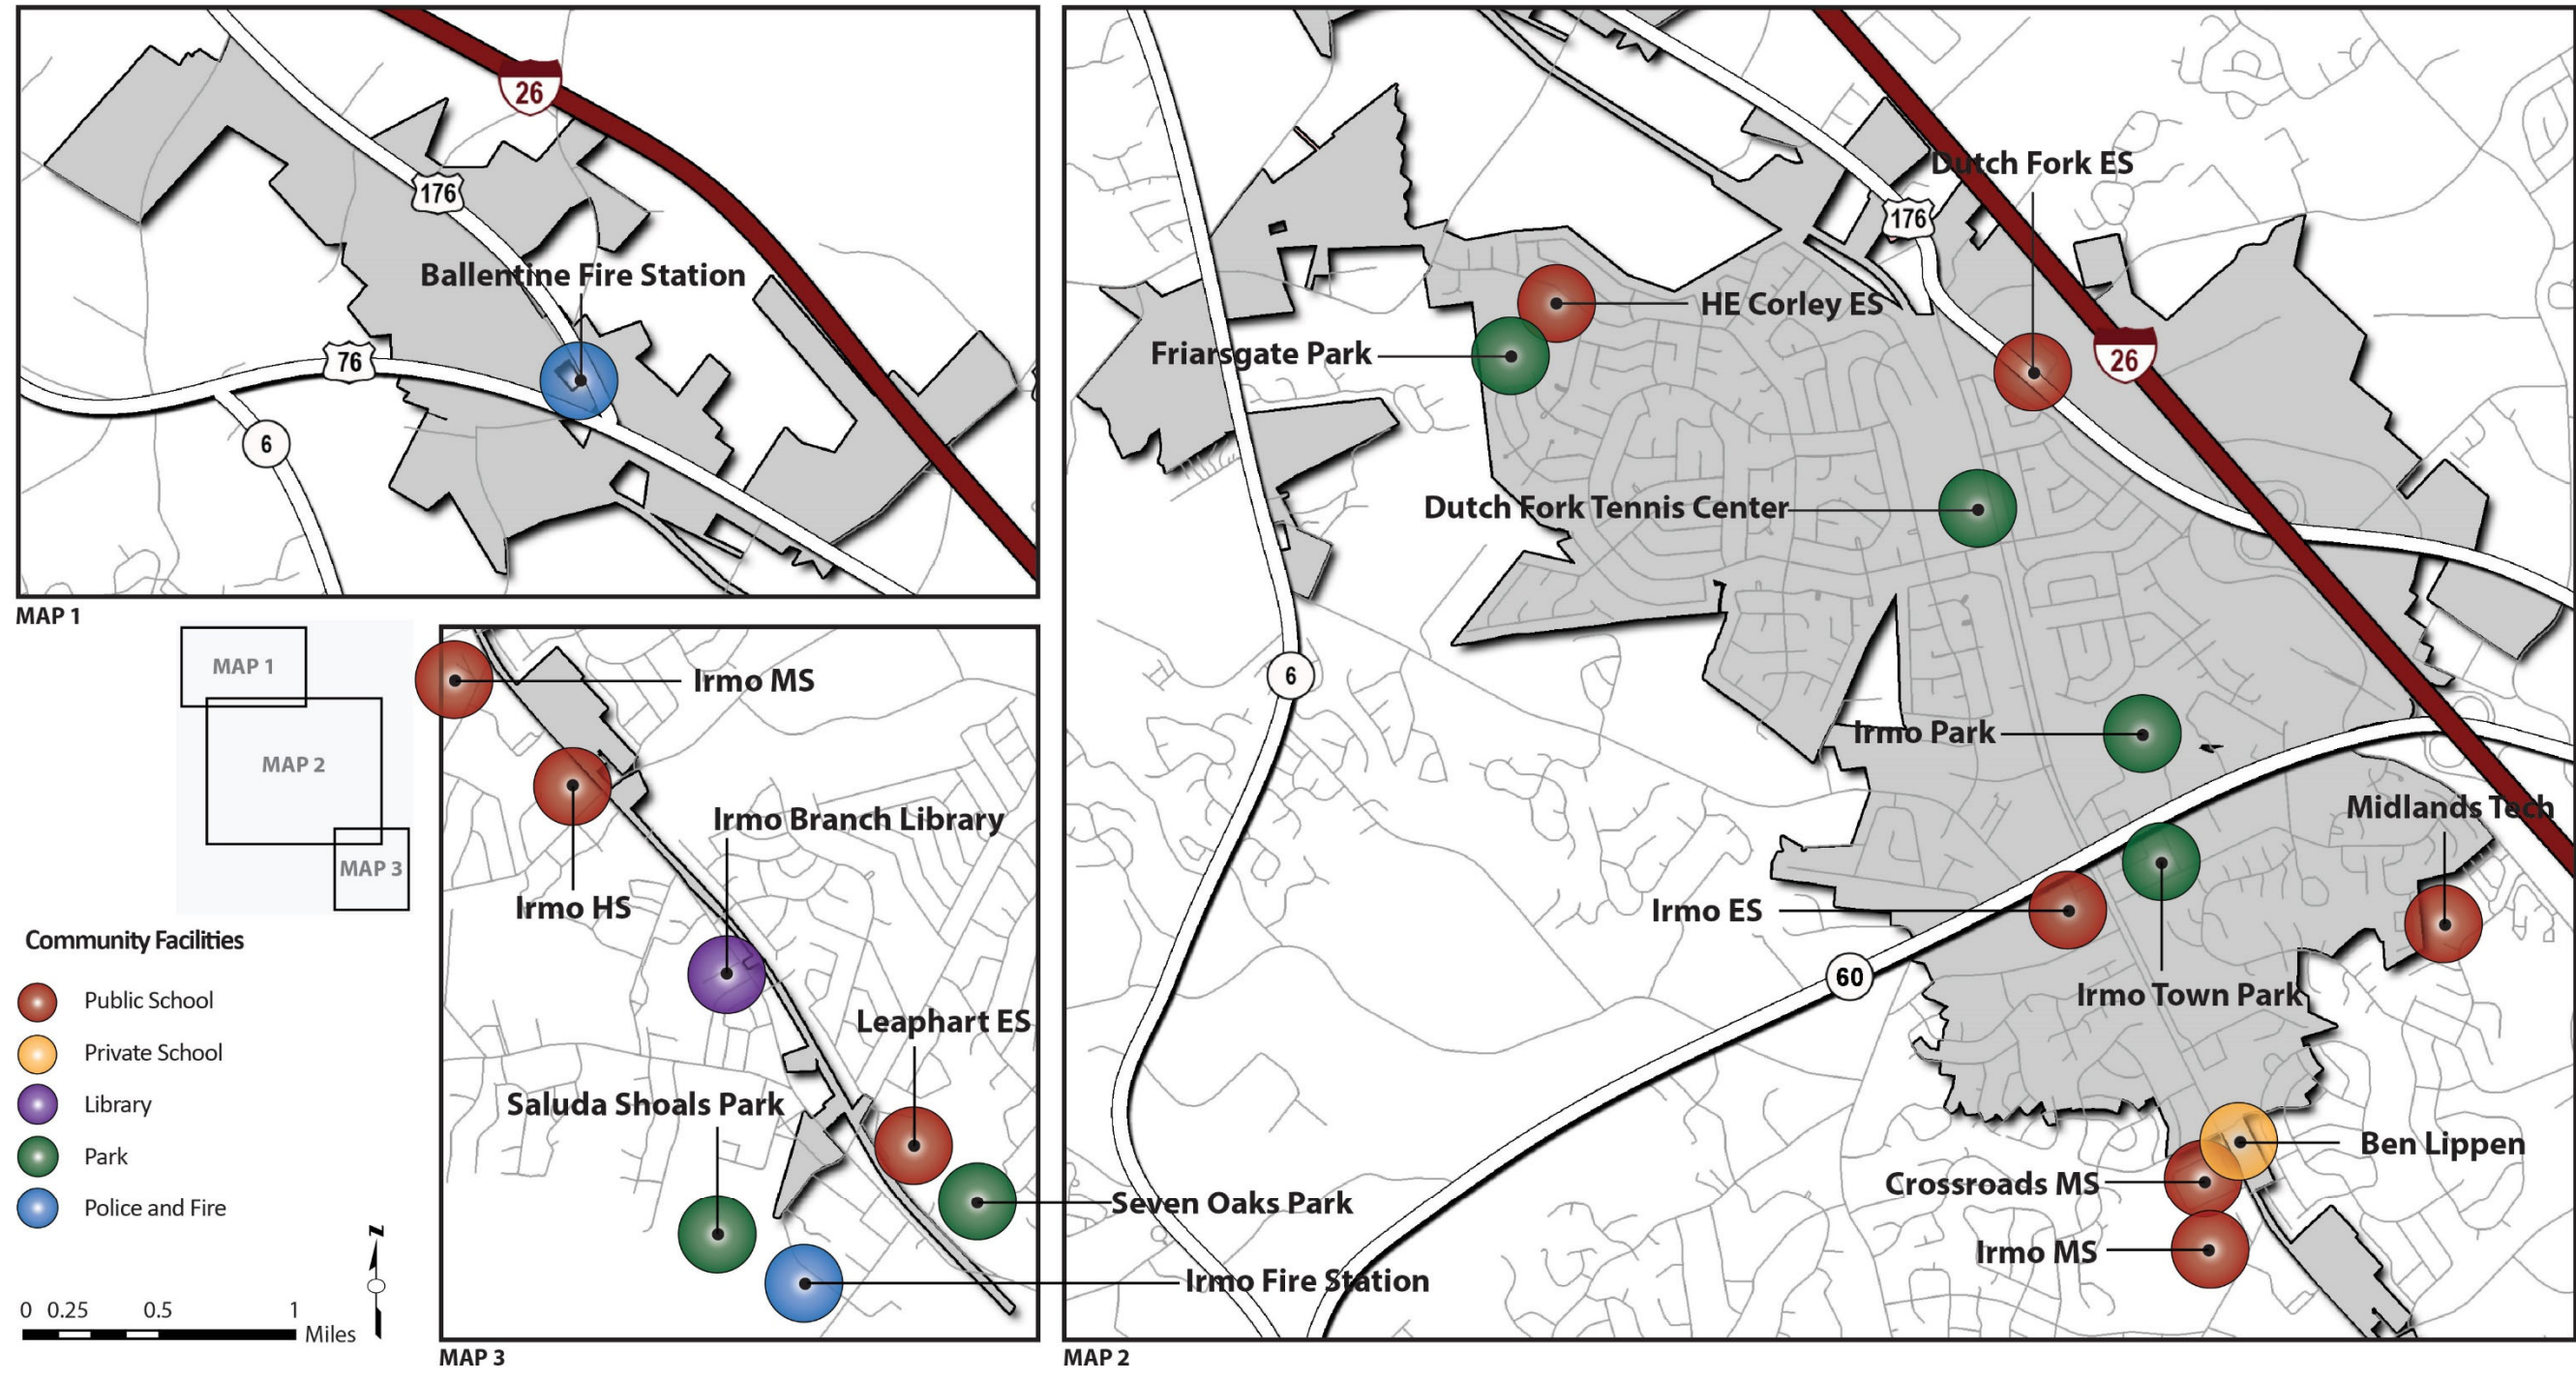 26
176
Ballentine Fire Station
76
6
MAP 1
MAP 1
MAP 2
MAP 3
Community Facilities
Public School
Private School
Library
Park
Police and Fire
0 0.25 0.5 1
Miles
N
Irmo MS
Irmo Branch Library
Irmo HS
Leaphart ES
Saluda Shoals Park
Seven Oaks Park
Irmo Fire Station
MAP 3
Dutch Fork ES
176
HE Corley ES
Friarsgate Park
26
Dutch Fork Tennis Center
6
Irmo Park
Midlands Tech
Irmo ES
60
Irmo Town Park
Ben Lippen
Crossroads MS
Irmo MS
MAP 2